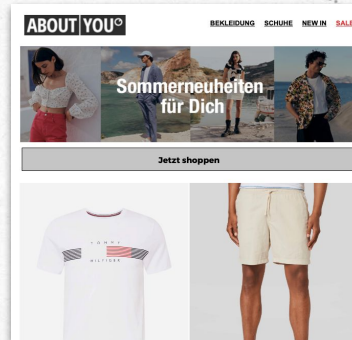 ABOUT YOU°
BEKLEIDUNG SCHUHE NEW IN SALE
Sommerneuheiten
für Dich
Jetzt shoppen
TOMMY
HILFIGER